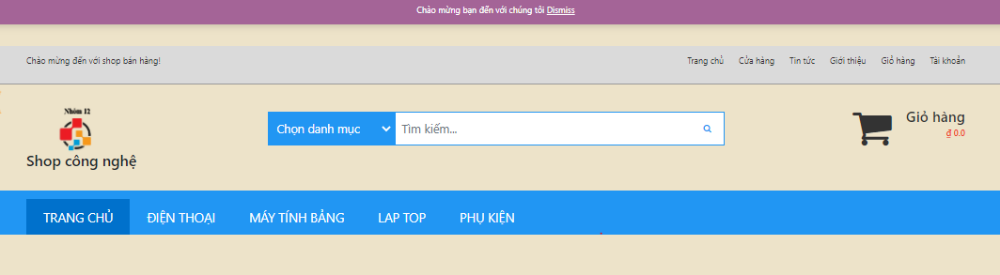 Chào mừng bạn đến với chúng tôi Dismiss
Chào mừng đến với shop bán hàng!
Trang chủ Cửa hàng Tin tức Giới thiệu Giỏ hàng Tài khoản
Nhóm 12
Shop công nghệ
Chọn danh mục Tìm kiếm...
Giỏ hàng
₫ 0.0
TRANG CHỦ ĐIỆN THOẠI MÁY TÍNH BẢNG LAP TOP PHỤ KIỆN